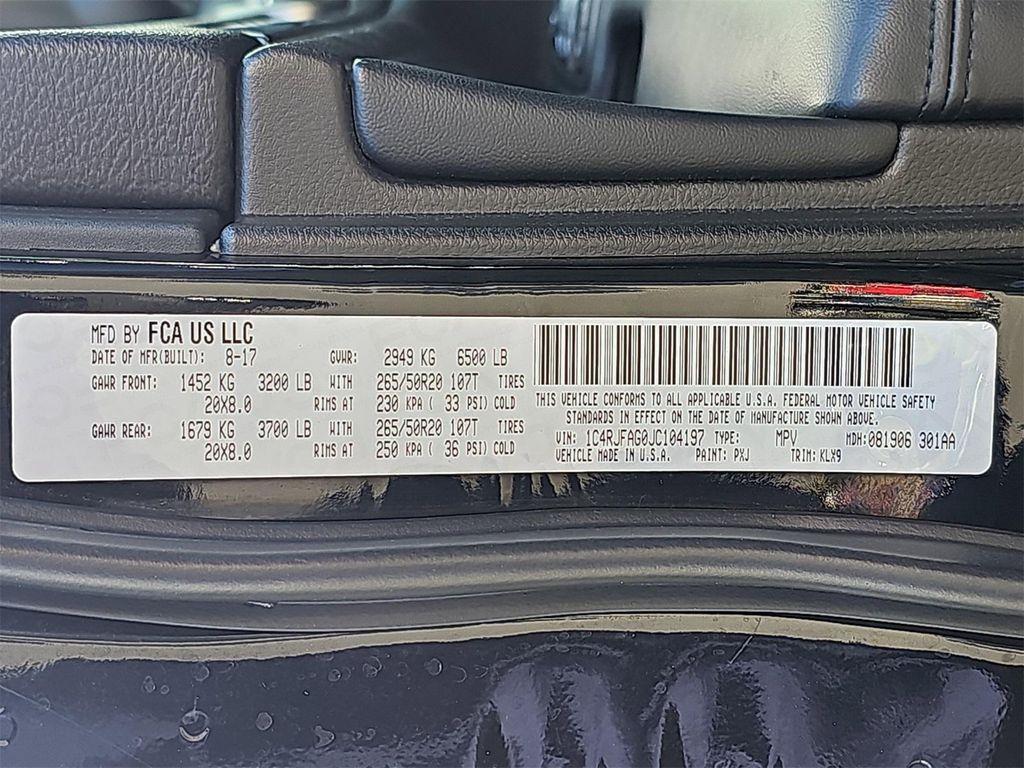 MFD BY FCA US LLC
DATE OF MFR(BUILT): 8-17 GVWR: 2949 KG 6500 LB
GAWR FRONT: 1452 KG 3200 LB WITH 265/50R20 107T TIRES
20X8.0 RIMS AT 230 KPA ( 33 PSI) COLD
GAWR REAR: 1679 KG 3700 LB WITH 265/50R20 107T TIRES
20X8.0 RIMS AT 250 KPA ( 36 PSI) COLD
THIS VEHICLE CONFORMS TO ALL APPLICABLE U.S.A. FEDERAL MOTOR VEHICLE SAFETY
STANDARDS IN EFFECT ON THE DATE OF MANUFACTURE SHOWN ABOVE.
VIN: 1C4RJFAG0JC104197 TYPE: MPV MDH: 081906 301AA
VEHICLE MADE IN U.S.A. PAINT: PXJ TRIM: KLX9